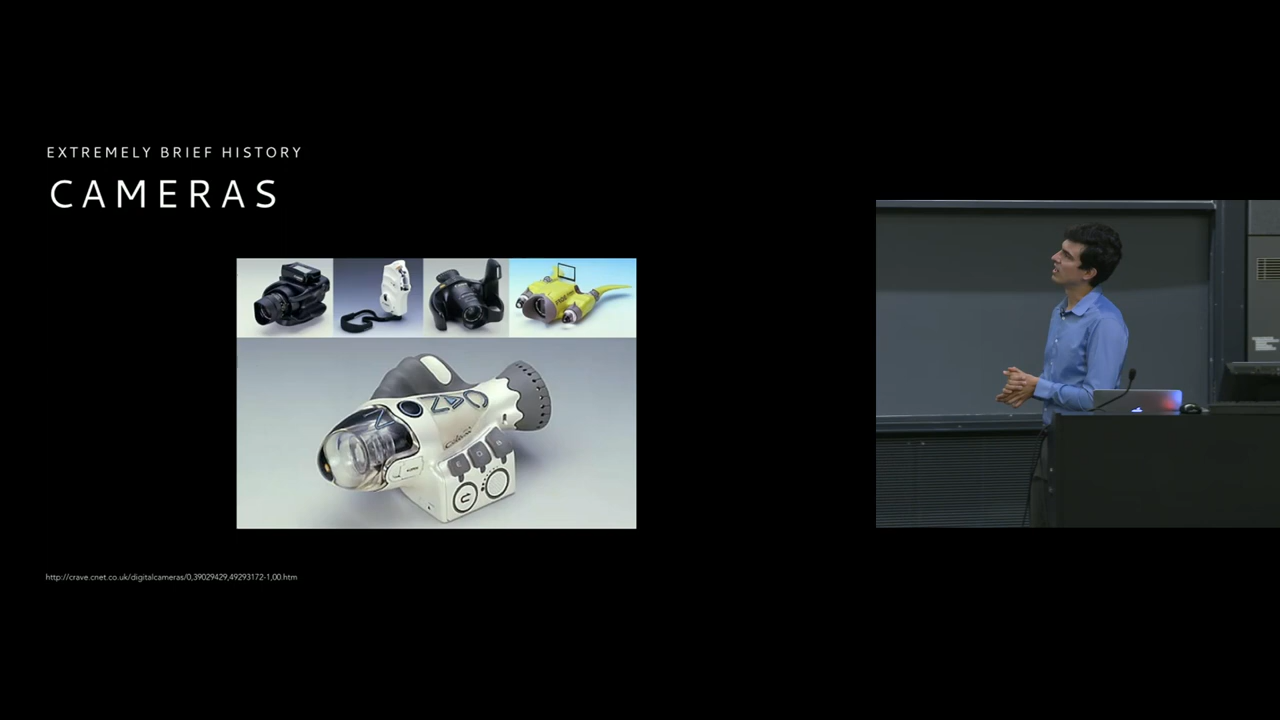 EXTREMELY BRIEF HISTORY
CAMERAS
http://crave.cnet.co.uk/digitalcameras/0,39029429,49293172-1,00.htm